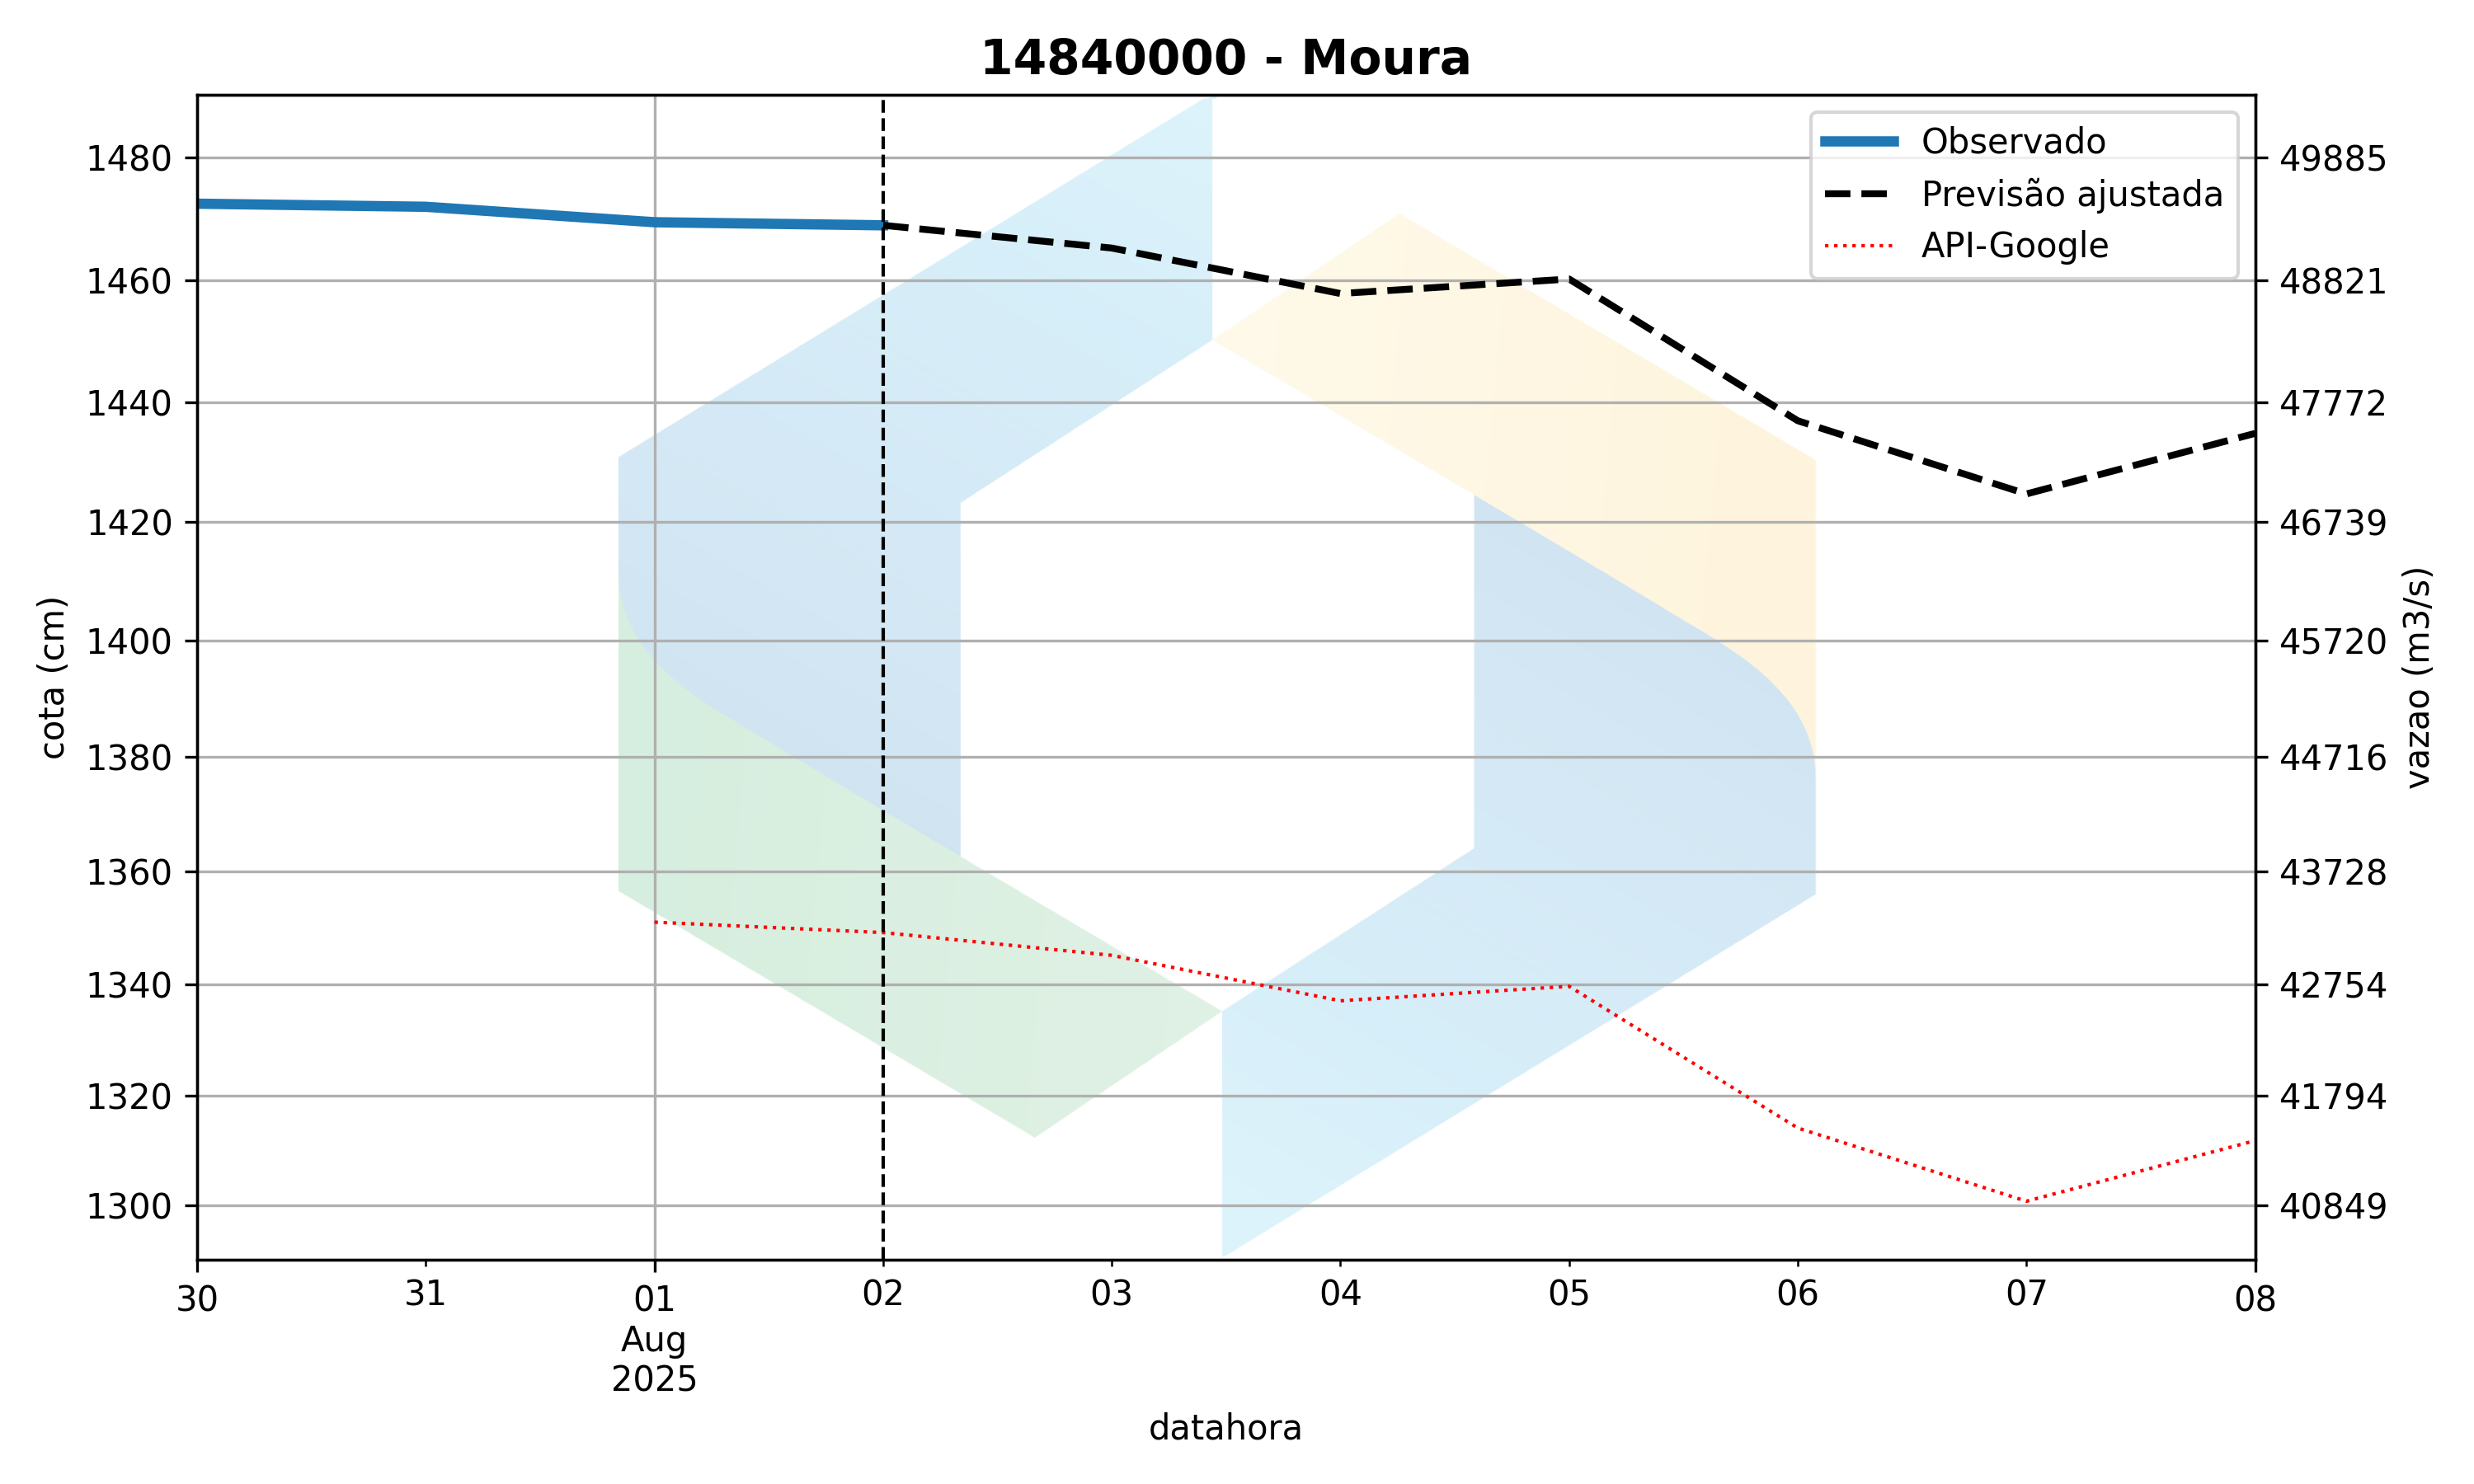 14840000 - Moura
Observado
Previsão ajustada
API-Google
1480
1460
1440
1420
1400
1380
1360
1340
1320
1300
cota (cm)
49885
48821
47772
46739
45720
44716
43728
42754
41794
40849
vazao (m3/s)
30 31 01 02 03 04 05 06 07 08
Aug
2025
datahora